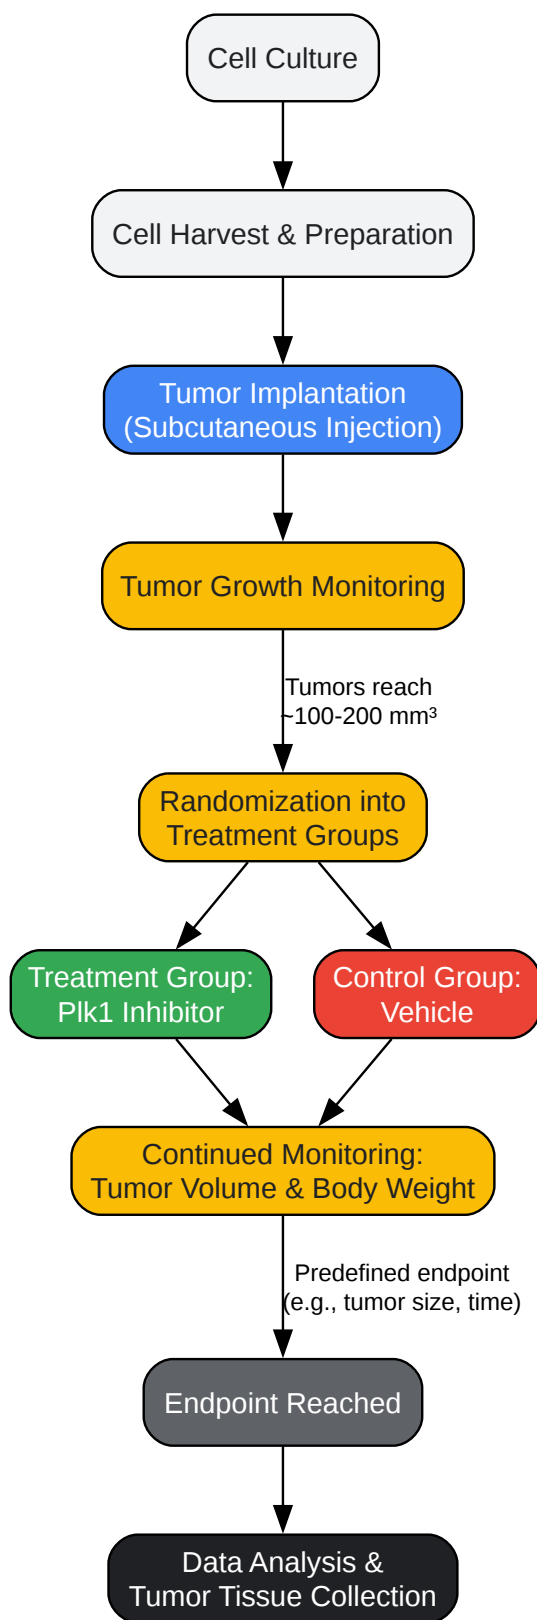 Cell Culture
Cell Harvest & Preparation
Tumor Implantation
(Subcutaneous Injection)
Tumor Growth Monitoring
Tumors reach
~100-200 mm³
Randomization into
Treatment Groups
Treatment Group:
Plk1 Inhibitor
Control Group:
Vehicle
Continued Monitoring:
Tumor Volume & Body Weight
Predefined endpoint
(e.g., tumor size, time)
Endpoint Reached
Data Analysis &
Tumor Tissue Collection